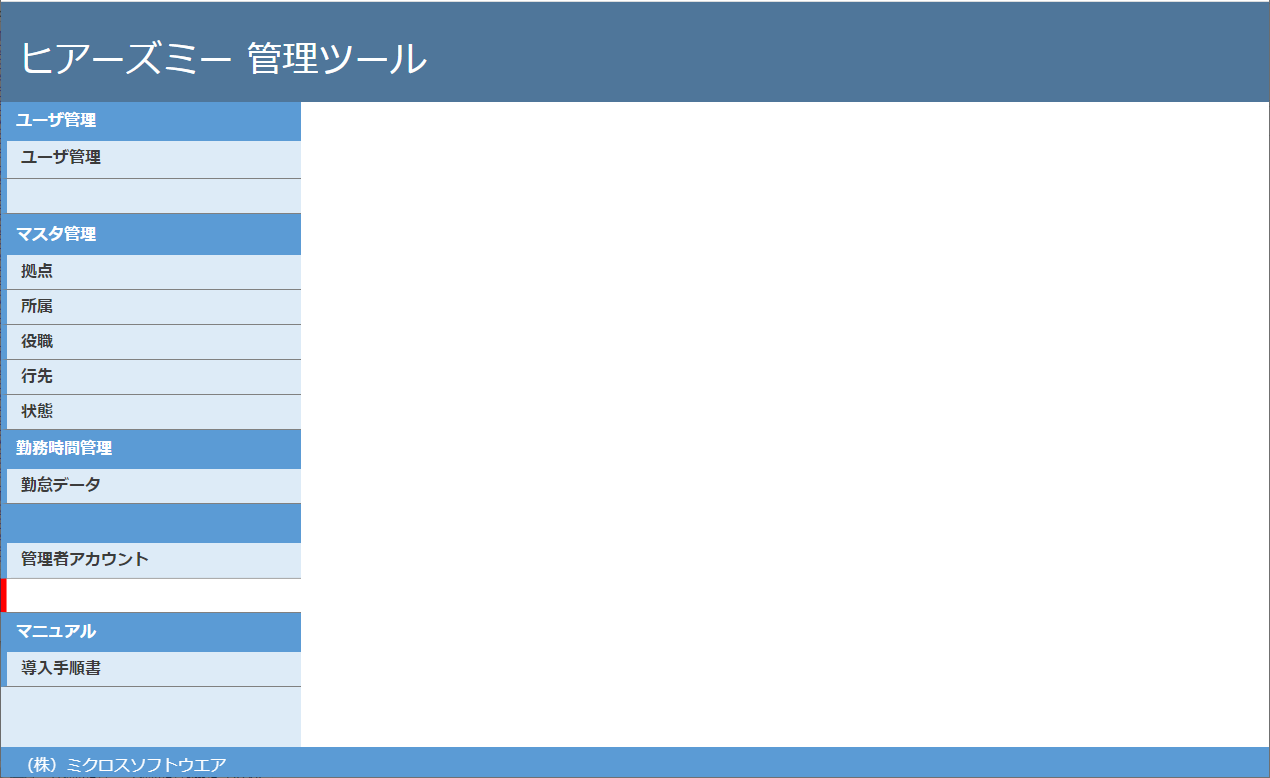 ヒアーズミー 管理ツール
ユーザ管理
ユーザ管理
マスタ管理
拠点
所属
役職
行先
状態
勤務時間管理
勤怠データ
管理者アカウント
マニュアル
導入手順書
（株）ミクロスソフトウエア